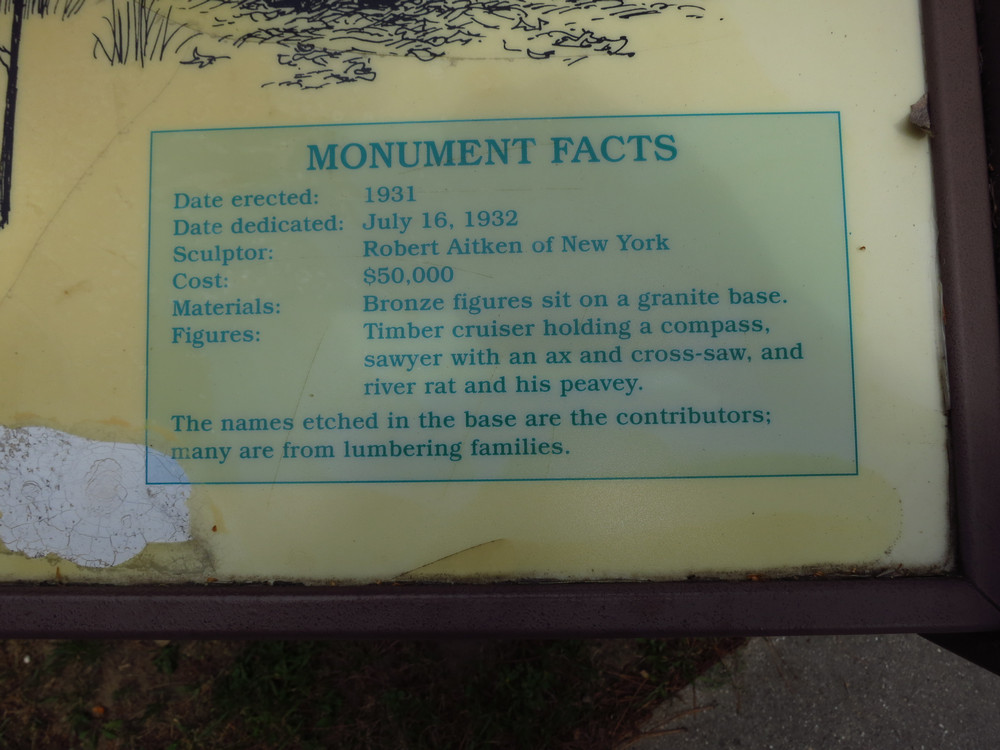 MONUMENT FACTS
Date erected: 1931
Date dedicated: July 16, 1932
Sculptor: Robert Aitken of New York
Cost: $50,000
Materials: Bronze figures sit on a granite base.
Figures: Timber cruiser holding a compass,
sawyer with an ax and cross-saw, and
river rat and his peavey.
The names etched in the base are the contributors;
many are from lumbering families.